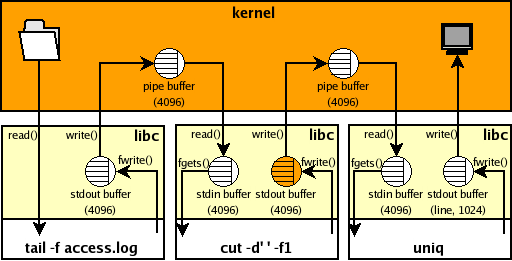 kernel
pipe buffer
(4096)
pipe buffer
(4096)
read()
write()
libc
fwrite()
stdout buffer
(4096)
tail -f access.log
read()
write()
libc
fgets()
fwrite()
stdin buffer
(4096)
stdout buffer
(4096)
cut -d' ' -f1
read()
write()
libc
fgets()
fwrite()
stdin buffer
(4096)
stdout buffer
(line, 1024)
uniq